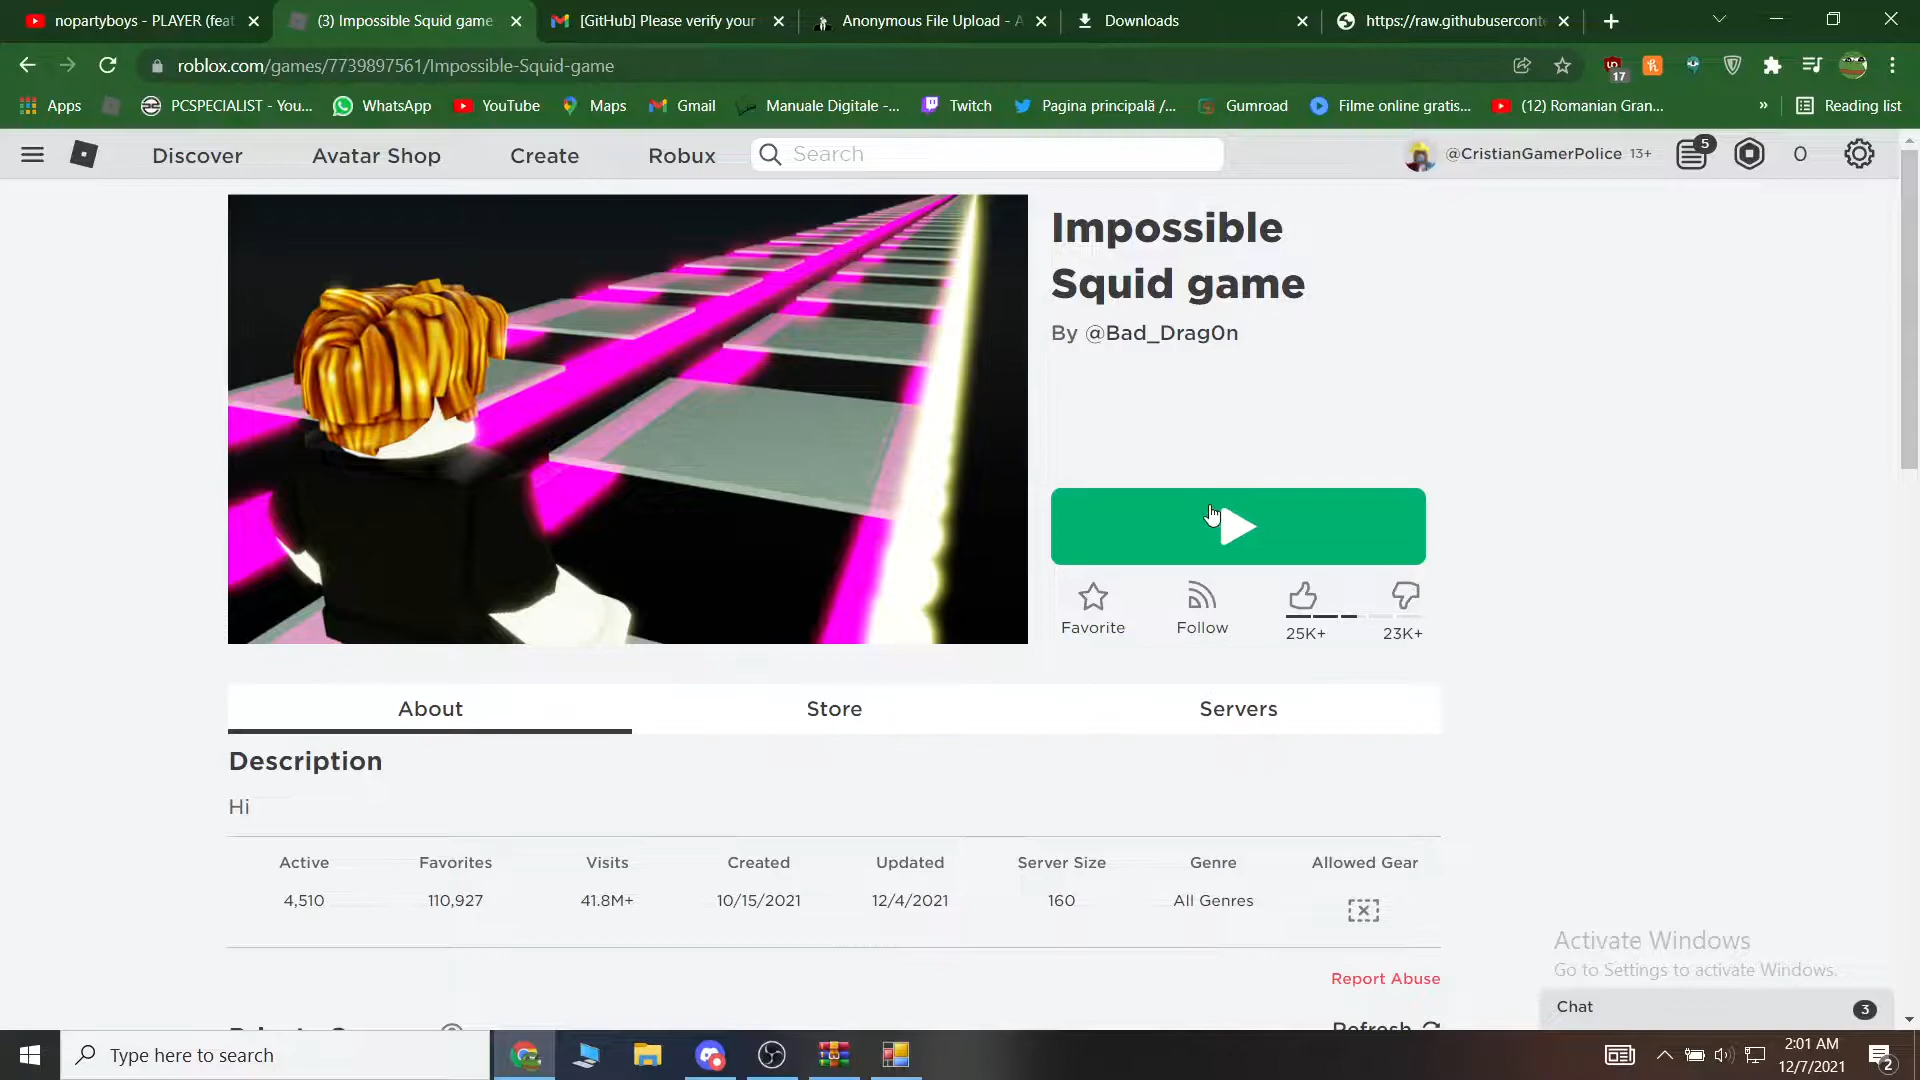 nopartyboys - PLAYER (feat
(3) Impossible Squid game
[GitHub] Please verify your
Anonymous File Upload - A
Downloads
https://raw.githubuserconte
roblox.com/games/7739897561/Impossible-Squid-game
17
Apps
PCSPECIALIST - You...
WhatsApp
YouTube
Maps
Gmail
Manuale Digitale -...
Twitch
Pagina principală /...
Gumroad
Filme online gratis...
(12) Romanian Gran...
»
Reading list
Discover
Avatar Shop
Create
Robux
Search
@CristianGamerPolice 13+
5
0
Impossible
Squid game
By @Bad_Drag0n
Favorite
Follow
25K+
23K+
About
Store
Servers
Description
Hi
Active
Favorites
Visits
Created
Updated
Server Size
Genre
Allowed Gear
4,510
110,927
41.8M+
10/15/2021
12/4/2021
160
All Genres
Report Abuse
Refresh
Activate Windows
Go to Settings to activate Windows.
Chat
3
Type here to search
2:01 AM
12/7/2021
2